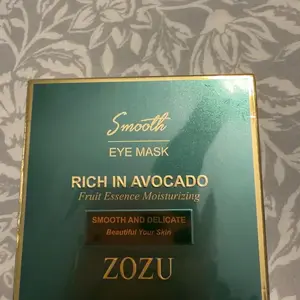 Smooth
EYE MASK
RICH IN AVOCADO
Fruit Essence Moisturizing
SMOOTH AND DELICATE
Beautiful Your Skin
ZOZU